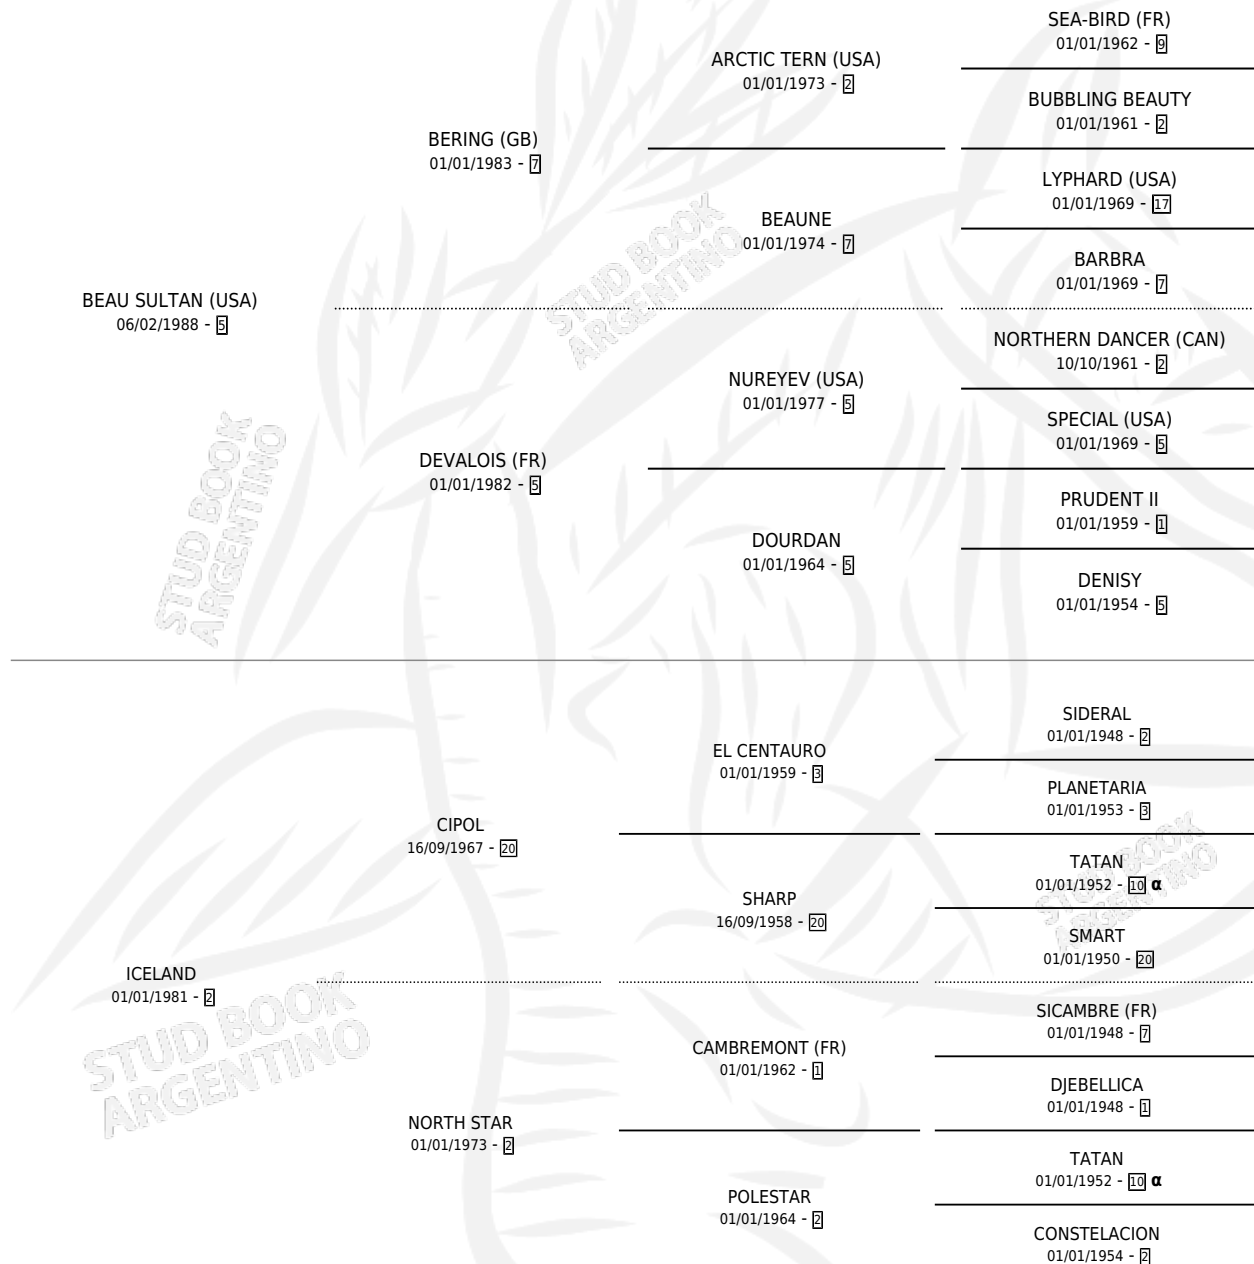 SEA-BIRD (FR)
01/01/1962 - 9
ARCTIC TERN (USA)
01/01/1973 - 2
BUBBLING BEAUTY
01/01/1961 - 2
BERING (GB)
01/01/1983 - 7
LYPHARD (USA)
01/01/1969 - 17
BEAUNE
01/01/1974 - 7
BARBRA
01/01/1969 - 7
BEAU SULTAN (USA)
06/02/1988 - 5
NORTHERN DANCER (CAN)
10/10/1961 - 2
NUREYEV (USA)
01/01/1977 - 5
SPECIAL (USA)
01/01/1969 - 5
DEVALOIS (FR)
01/01/1982 - 5
PRUDENT II
01/01/1959 - 1
DOURDAN
01/01/1964 - 5
DENISY
01/01/1954 - 5
STUD BOOK
ARGENTINO
STUD BOOK
ARGENTINO
SIDERAL
01/01/1948 - 2
EL CENTAURO
01/01/1959 - 3
PLANETARIA
01/01/1953 - 3
CIPOL
16/09/1967 - 20
TATAN
01/01/1952 - 10 α
SHARP
16/09/1958 - 20
SMART
01/01/1950 - 20
ICELAND
01/01/1981 - 2
SICAMBRE (FR)
01/01/1948 - 7
CAMBREMONT (FR)
01/01/1962 - 1
DJEBELLICA
01/01/1948 - 1
NORTH STAR
01/01/1973 - 2
TATAN
01/01/1952 - 10 α
POLESTAR
01/01/1964 - 2
CONSTELACION
01/01/1954 - 2
STUD BOOK
ARGENTINO
STUD BOOK
ARGENTINO